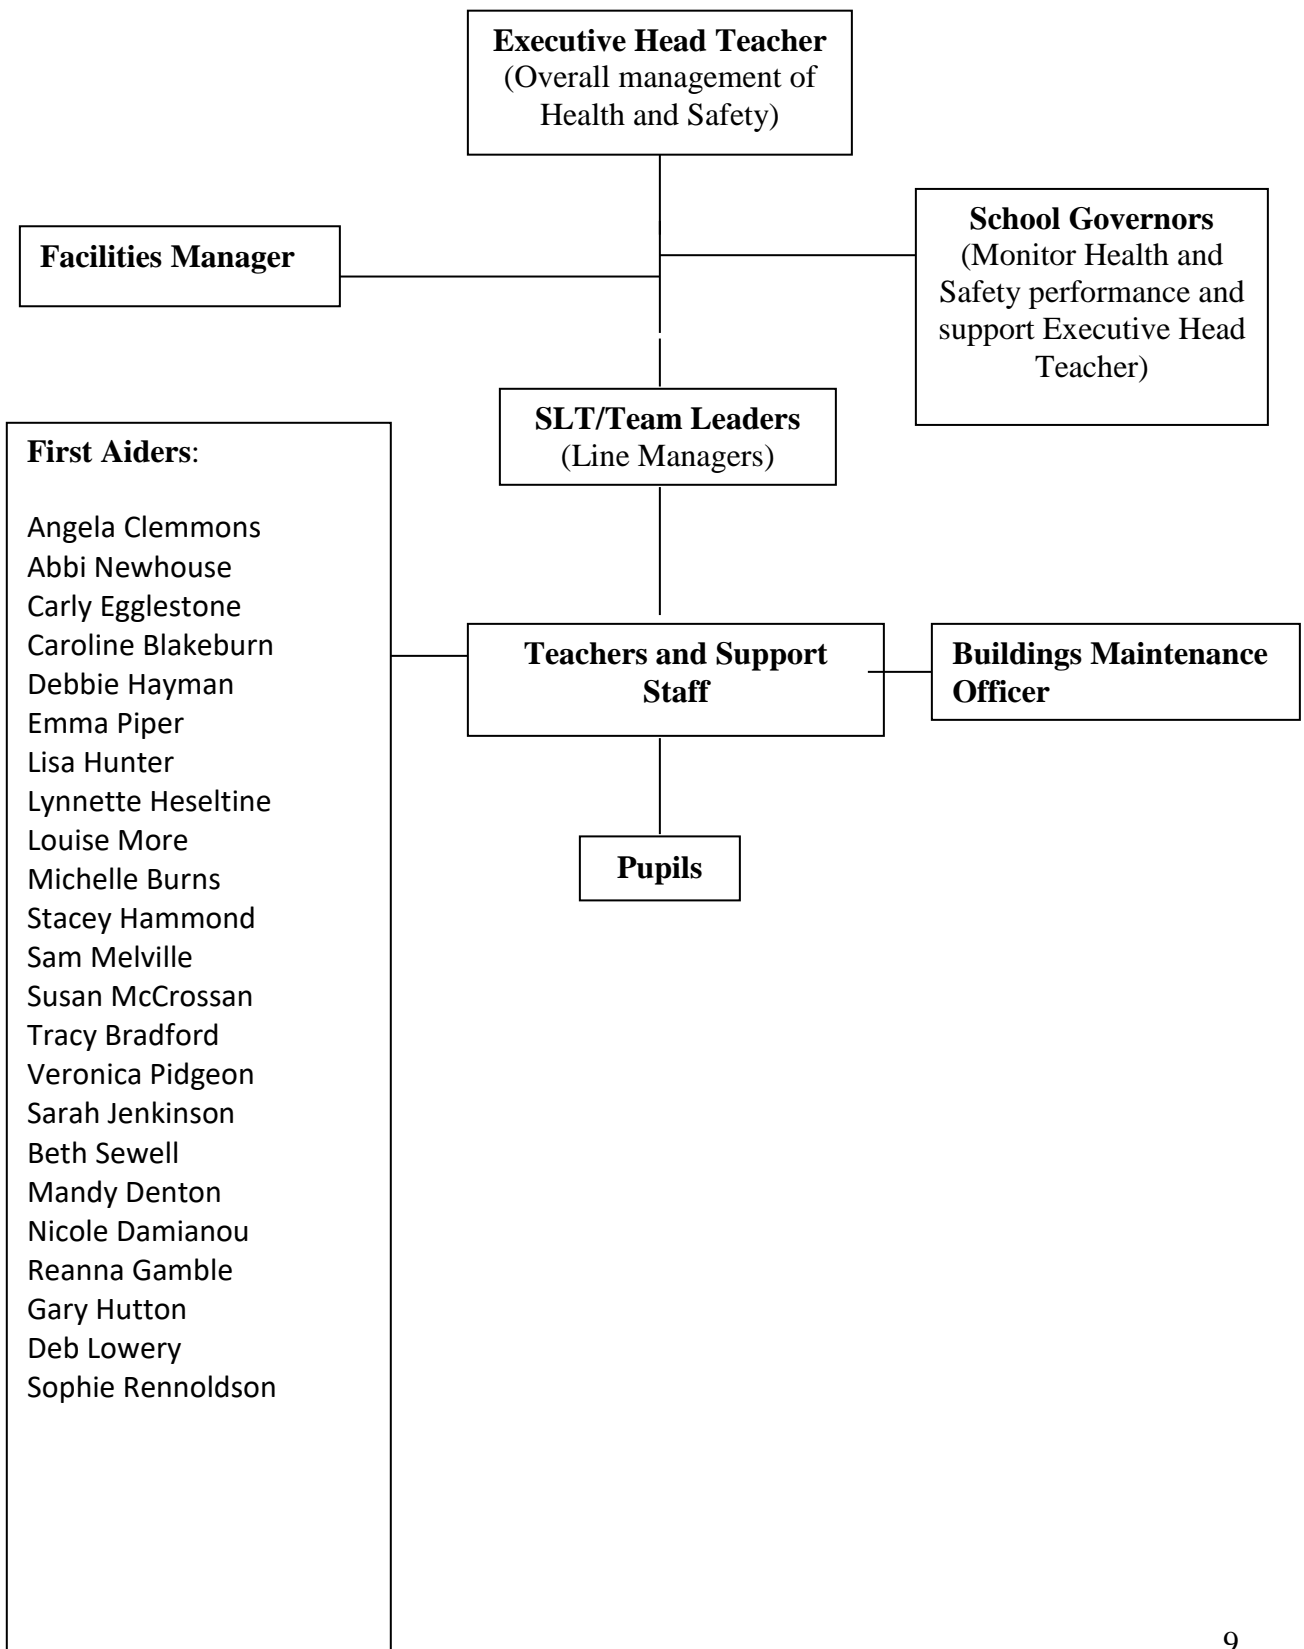 Executive Head Teacher
(Overall management of
Health and Safety)
School Governors
(Monitor Health and
Safety performance and
support Executive Head
Teacher)
Facilities Manager
SLT/Team Leaders
(Line Managers)
First Aiders:
Angela Clemmons
Abbi Newhouse
Carly Egglestone
Caroline Blakeburn
Debbie Hayman
Emma Piper
Lisa Hunter
Lynnette Heseltine
Louise More
Michelle Burns
Stacey Hammond
Sam Melville
Susan McCrossan
Tracy Bradford
Veronica Pidgeon
Sarah Jenkinson
Beth Sewell
Mandy Denton
Nicole Damianou
Reanna Gamble
Gary Hutton
Deb Lowery
Sophie Rennoldson
Teachers and Support
Staff
Buildings Maintenance
Officer
Pupils
9